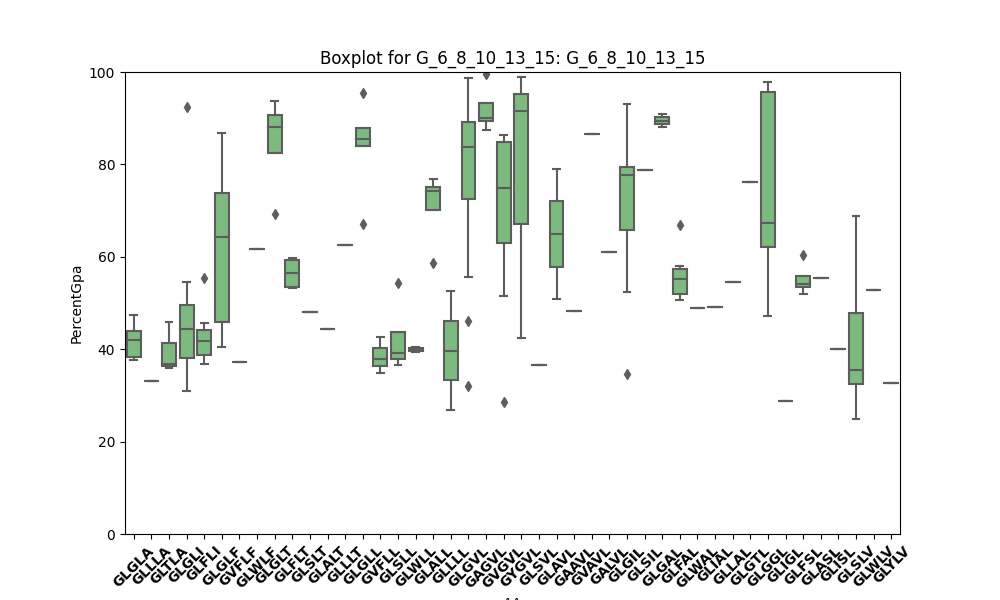 Boxplot for G_6_8_10_13_15: G_6_8_10_13_15
100
80
60
40
20
0
PercentGpa
GLGLA
GLLLA
GLTLA
GLGLI
GLFLI
GLGLF
GVFLF
GLWLF
GLGLT
GLFLT
GLSLT
GLALT
GLLLT
GLGLL
GVFLL
GLSLL
GLWLL
GLALL
GLLLL
GLGVL
GAGVL
GVGVL
GYGVL
GLSVL
GLAVL
GAAVL
GVAVL
GALVL
GLGIL
GLSIL
GLGAL
GLFAL
GLWAL
GLIAL
GLLAL
GLGTL
GLGGL
GLIGL
GLFSL
GLASL
GLISL
GLSLV
GLWLV
GLYLV